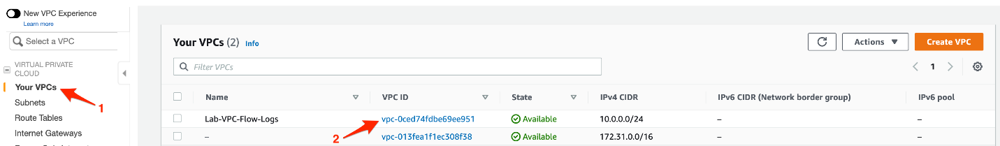 New VPC Experience
Learn more
Select a VPC
VIRTUAL PRIVATE
CLOUD
Your VPCs
1
Subnets
Route Tables
Internet Gateways
Your VPCs (2) Info
Actions
Create VPC
Filter VPCs
1
Name VPC ID State IPv4 CIDR IPv6 CIDR (Network border group) IPv6 pool
Lab-VPC-Flow-Logs vpc-0ced74fdbe69ee951 Available 10.0.0.0/24 – –
2
– vpc-013fea1f1ec308f38 Available 172.31.0.0/16 – –